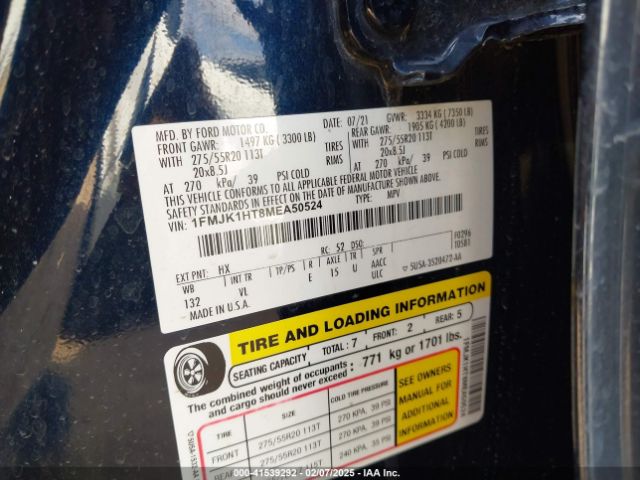 MFD. BY FORD MOTOR CO. 07/21 GVWR: 3334 KG ( 7350 LB)
FRONT GAWR: 1497 KG ( 3300 LB) REAR GAWR: 1905 KG ( 4200 LB)
WITH 275/55R20 113T TIRES WITH 275/55R20 113T TIRES
20x8.5J RIMS 20x8.5J RIMS
AT 270 kPa/ 39 PSI COLD AT 270 kPa/ 39 PSI COLD
THIS VEHICLE CONFORMS TO ALL APPLICABLE FEDERAL MOTOR VEHICLE
SAFETY STANDARDS IN EFFECT ON THE DATE OF MANUFACTURE SHOWN ABOVE.
VIN: 1FMJK1HT8MEA50524 TYPE: MPV
F0296
10581
EXT PNT: HX RC: 52 DSO:
WB TR TP/PS R AXLE TR
132 VL E 15 U AACC
ULC 5U5A-3520472-AA
MADE IN U.S.A.
TIRE AND LOADING INFORMATION
SEATING CAPACITY TOTAL: 7 FRONT: 2 REAR: 5
The combined weight of occupants and cargo should never exceed : 771 kg or 1701 lbs.
TIRE SIZE COLD TIRE PRESSURE
FRONT 275/55R20 113T 270 KPA, 39 PSI
REAR 275/55R20 113T 270 KPA, 39 PSI
240 KPA, 35 PSI
SEE OWNERS
MANUAL FOR
ADDITIONAL
INFORMATION
000-41539292 - 02/07/2025 - IAA Inc.